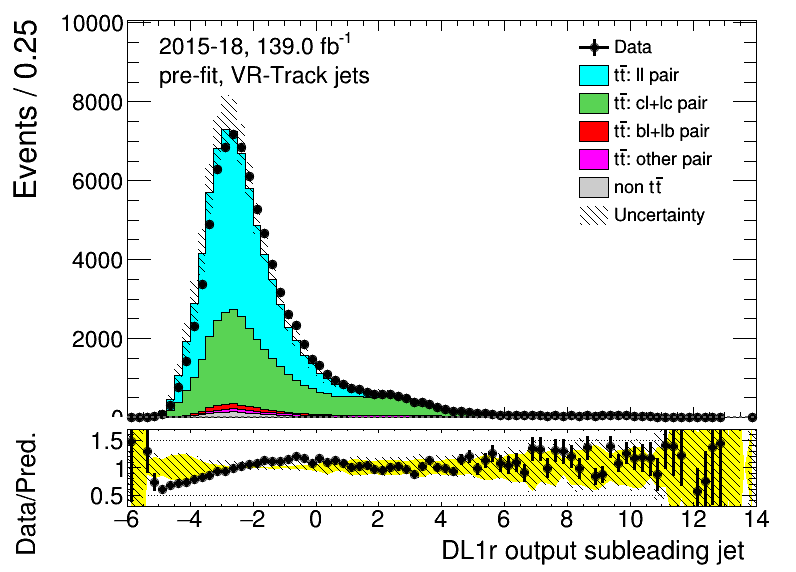 Events / 0.25
10000
8000
6000
4000
2000
0
2015-18, 139.0 fb⁻¹
pre-fit, VR-Track jets
Data
tt̄: ll pair
tt̄: cl+lc pair
tt̄: bl+lb pair
tt̄: other pair
non tt̄
Uncertainty
Data/Pred.
1.5
1
0.5
−6 −4 −2 0 2 4 6 8 10 12 14
DL1r output subleading jet